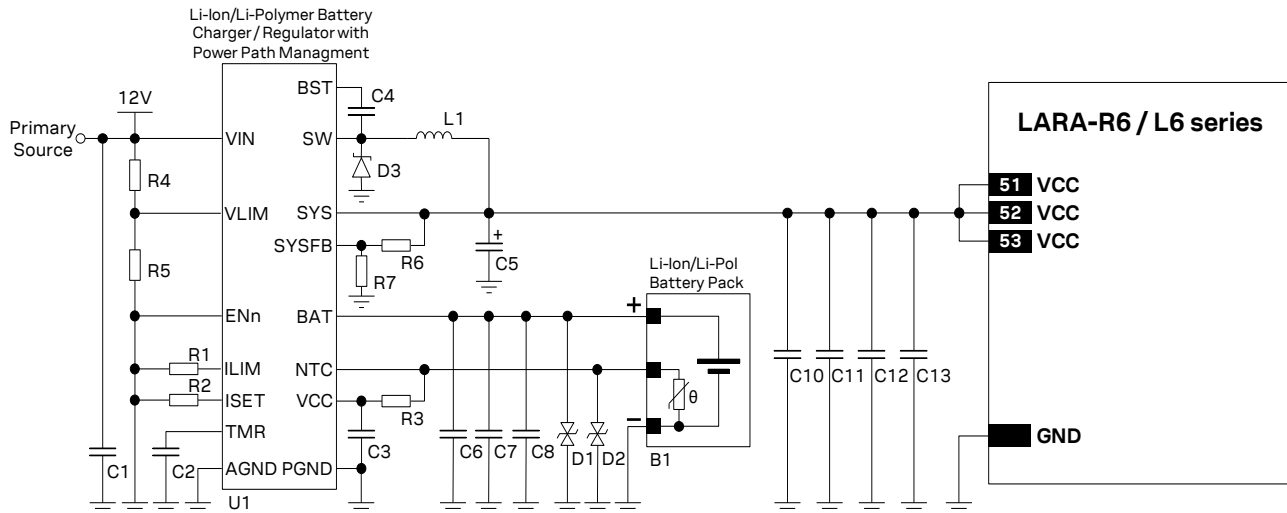 Li-Ion/Li-Polymer Battery
Charger / Regulator with
Power Path Managment
12V
Primary
Source
BST
C4
VIN
SW
L1
LARA-R6 / L6 series
R4
D3
51 VCC
VLIM
SYS
52 VCC
SYSFB
R6
C5
+
53 VCC
R5
R7
Li-Ion/Li-Pol
Battery Pack
ENn
BAT
+
R1
ILIM
NTC
C10
C11
C12
C13
R2
ISET
VCC
R3
θ
TMR
–
GND
C1
C2
AGND
PGND
C3
C6
C7
C8
D1
D2
B1
U1